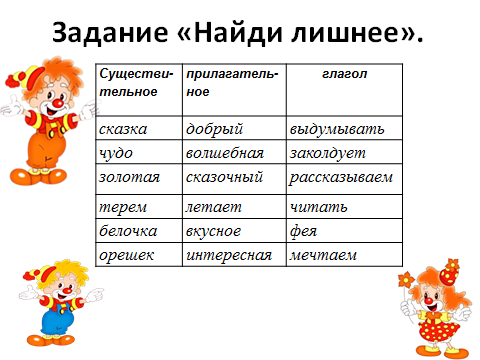 Задание «Найди лишнее».
Существи- прилагатель- глагол
тельное ное
сказка добрый выдумывать
чудо волшебная заколдует
золотая сказочный рассказываем
терем летает читать
белочка вкусное фея
орешек интересная мечтаем